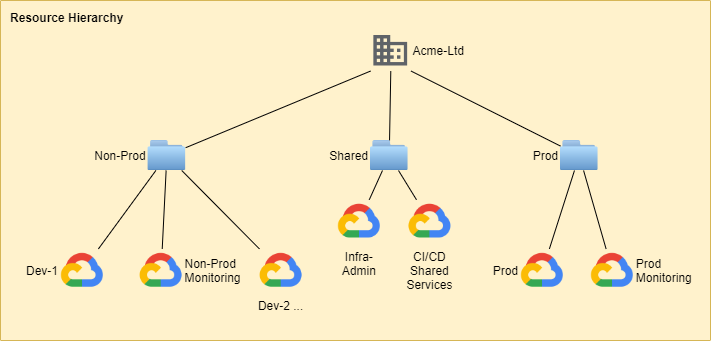 Resource Hierarchy
Acme-Ltd
Non-Prod
Shared
Prod
Dev-1
Non-Prod
Monitoring
Dev-2 ...
Infra-
Admin
CI/CD
Shared
Services
Prod
Prod
Monitoring